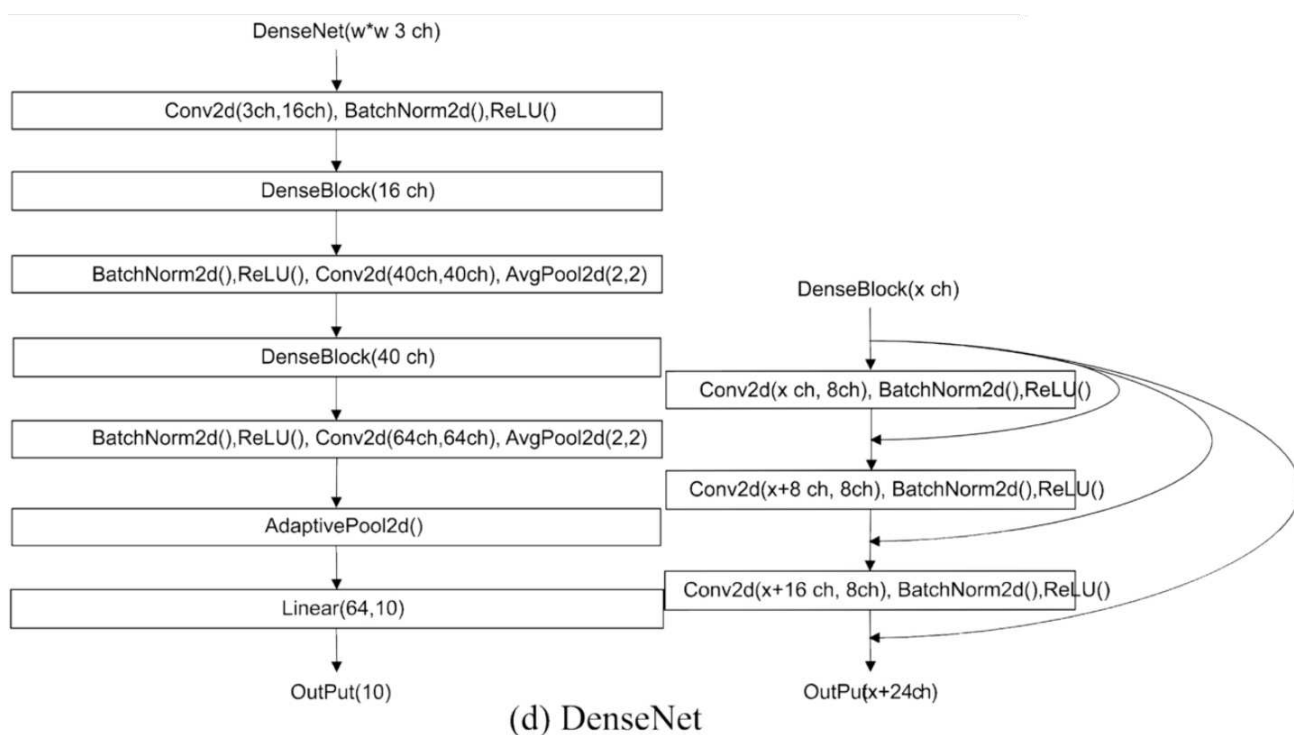 DenseNet(w*w 3 ch)
Conv2d(3ch,16ch), BatchNorm2d(),ReLU()
DenseBlock(16 ch)
BatchNorm2d(),ReLU(), Conv2d(40ch,40ch), AvgPool2d(2,2)
DenseBlock(40 ch)
BatchNorm2d(),ReLU(), Conv2d(64ch,64ch), AvgPool2d(2,2)
AdaptivePool2d()
Linear(64,10)
OutPut(10)
DenseBlock(x ch)
Conv2d(x ch, 8ch), BatchNorm2d(),ReLU()
Conv2d(x+8 ch, 8ch), BatchNorm2d(),ReLU()
Conv2d(x+16 ch, 8ch), BatchNorm2d(),ReLU()
OutPut(x+24ch)
(d) DenseNet